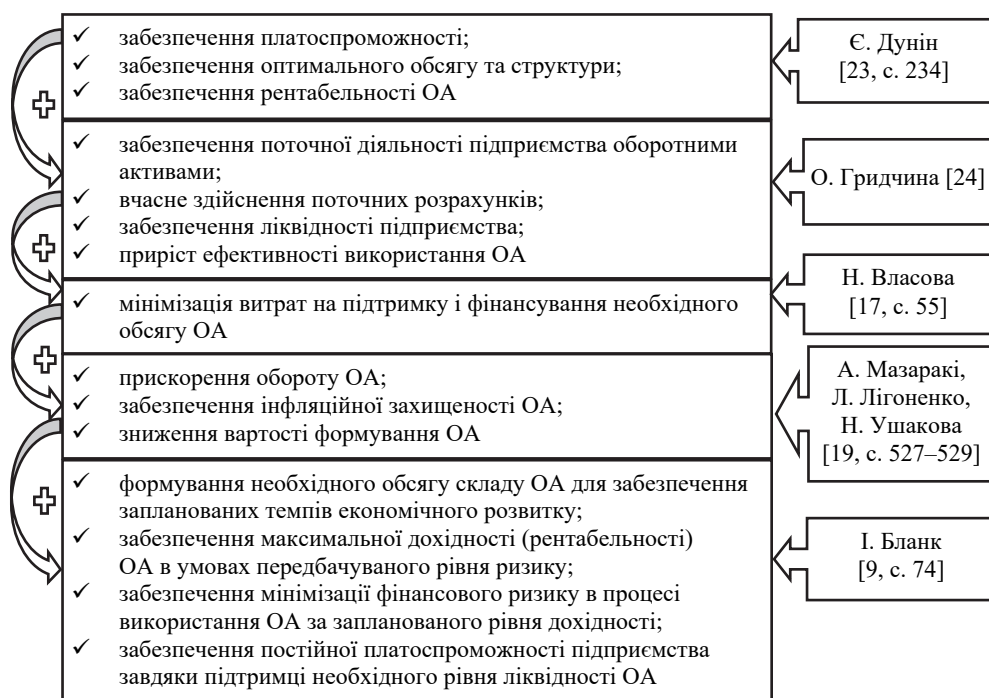 забезпечення платоспроможності;
забезпечення оптимального обсягу та структури;
забезпечення рентабельності ОА
Є. Дунін
[23, с. 234]
забезпечення поточної діяльності підприємства оборотними
активами;
вчасне здійснення поточних розрахунків;
забезпечення ліквідності підприємства;
приріст ефективності використання ОА
О. Гридчина [24]
мінімізація витрат на підтримку і фінансування необхідного
обсягу ОА
Н. Власова
[17, с. 55]
прискорення обороту ОА;
забезпечення інфляційної захищеності ОА;
зниження вартості формування ОА
А. Мазаракі,
Л. Лігоненко,
Н. Ушакова
[19, с. 527–529]
формування необхідного обсягу складу ОА для забезпечення
запланованих темпів економічного розвитку;
забезпечення максимальної дохідності (рентабельності)
ОА в умовах передбачуваного рівня ризику;
забезпечення мінімізації фінансового ризику в процесі
використання ОА за запланованого рівня дохідності;
забезпечення постійної платоспроможності підприємства
завдяки підтримці необхідного рівня ліквідності ОА
І. Бланк
[9, с. 74]